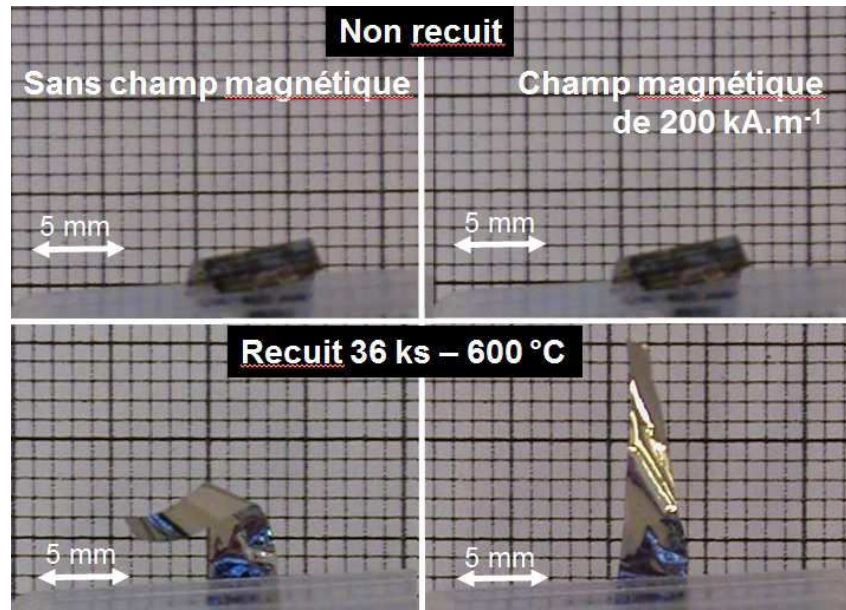 Non recuit
Sans champ magnétique
Champ magnétique
de 200 kA.m⁻¹
5 mm
5 mm
Recuit 36 ks – 600 °C
5 mm
5 mm